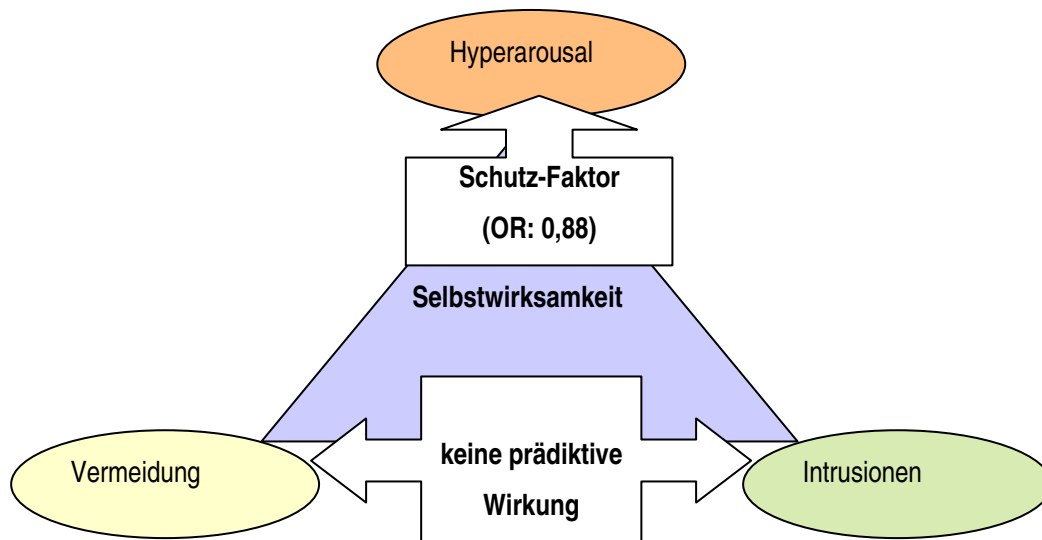 Hyperarousal
Schutz-Faktor
(OR: 0,88)
Selbstwirksamkeit
keine prädiktive
Wirkung
Vermeidung
Intrusionen